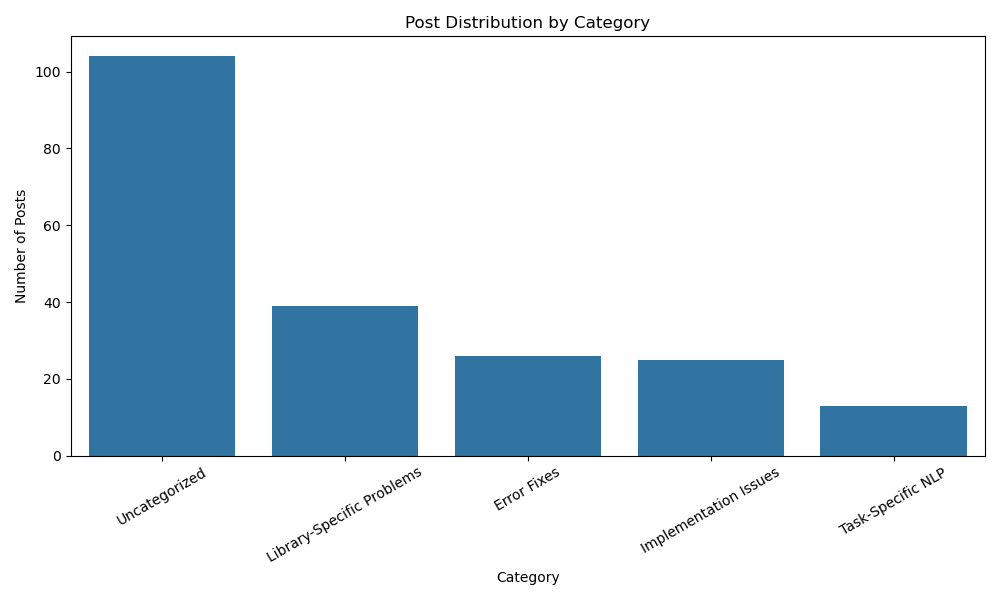 Post Distribution by Category
Number of Posts
100
80
60
40
20
0
Uncategorized
Library-Specific Problems
Error Fixes
Implementation Issues
Task-Specific NLP
Category